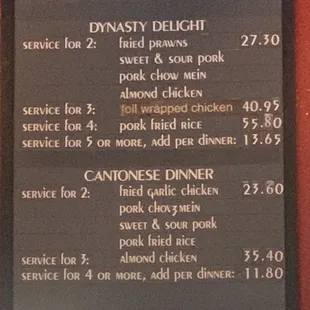 DYNASTY DELIGHT
SERVICE FOR 2: FRIED PRAWNS 27.30
SWEET & SOUR PORK
PORK CHOW MEIN
ALMOND CHICKEN
SERVICE FOR 3: foil wrapped chicken 40.95
SERVICE FOR 4: PORK FRIED RICE 55.80
SERVICE FOR 5 OR MORE, ADD PER DINNER: 13.65
CANTONESE DINNER
SERVICE FOR 2: FRIED GARLIC CHICKEN 23.60
PORK CHOW MEIN
SWEET & SOUR PORK
PORK FRIED RICE
SERVICE FOR 3: ALMOND CHICKEN 35.40
SERVICE FOR 4 OR MORE, ADD PER DINNER: 11.80